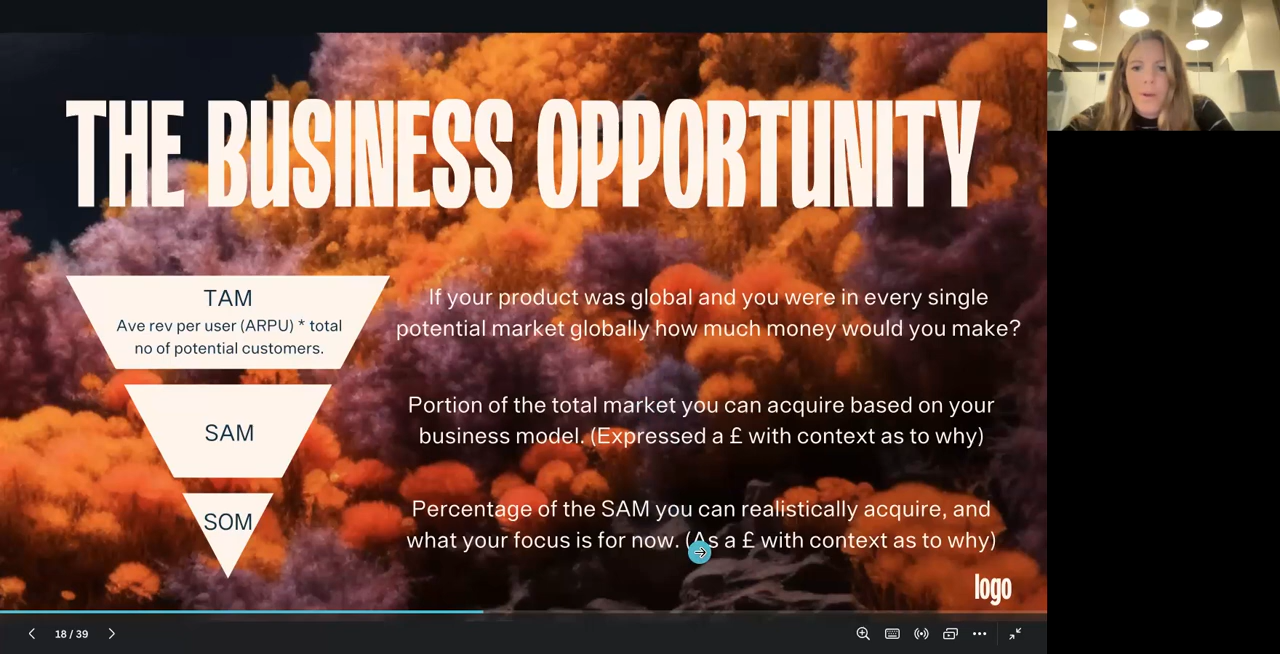 THE BUSINESS OPPORTUNITY
TAM
Ave rev per user (ARPU) * total
no of potential customers.
If your product was global and you were in every single
potential market globally how much money would you make?
SAM
Portion of the total market you can acquire based on your
business model. (Expressed a £ with context as to why)
SOM
Percentage of the SAM you can realistically acquire, and
what your focus is for now. (As a £ with context as to why)
logo
18 / 39